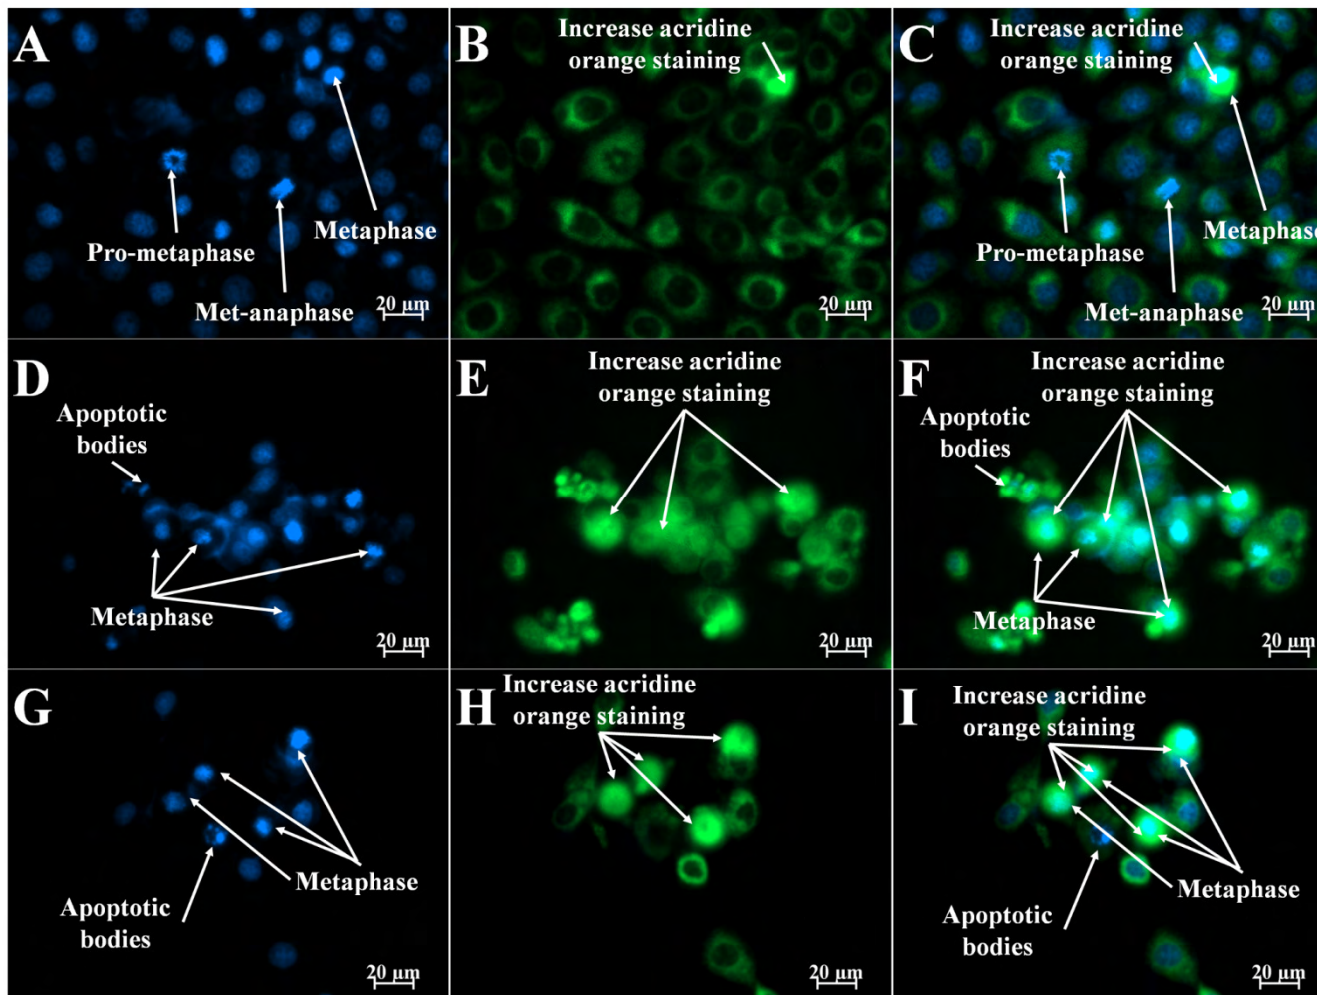 A
Metaphase
Pro-metaphase
Met-anaphase
20 μm
B
Increase acridine
orange staining
20 μm
C
Increase acridine
orange staining
Metaphase
Pro-metaphase
Met-anaphase
20 μm
D
Apoptotic
bodies
Metaphase
20 μm
E
Increase acridine
orange staining
20 μm
F
Increase acridine
orange staining
Apoptotic
bodies
Metaphase
20 μm
G
Metaphase
Apoptotic
bodies
20 μm
H
Increase acridine
orange staining
20 μm
I
Increase acridine
orange staining
Metaphase
Apoptotic
bodies
20 μm